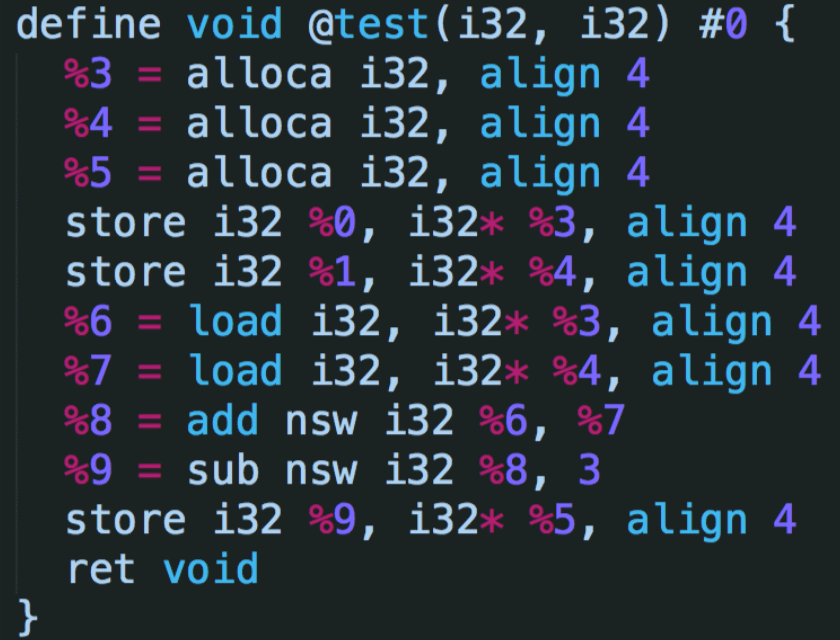 define void @test(i32, i32) #0 {
  %3 = alloca i32, align 4
  %4 = alloca i32, align 4
  %5 = alloca i32, align 4
  store i32 %0, i32* %3, align 4
  store i32 %1, i32* %4, align 4
  %6 = load i32, i32* %3, align 4
  %7 = load i32, i32* %4, align 4
  %8 = add nsw i32 %6, %7
  %9 = sub nsw i32 %8, 3
  store i32 %9, i32* %5, align 4
  ret void
}